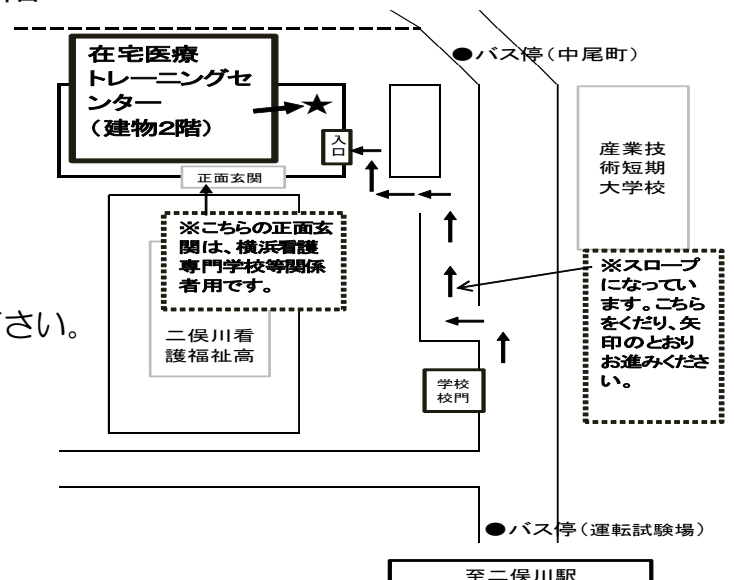 在宅医療
トレーニングセ
ンター
（建物2階）
●バス停（中尾町）
入口
産業技
術短期
大学校
正面玄関
※こちらの正面玄
関は、横浜看護
専門学校等関係
者用です。
※スロープ
になってい
ます。こちら
をくだり、矢
印のとおり
お進みくださ
い。
ださい。
二俣川看
護福祉高
学校
校門
●バス停（運転試験場）
至二俣川駅